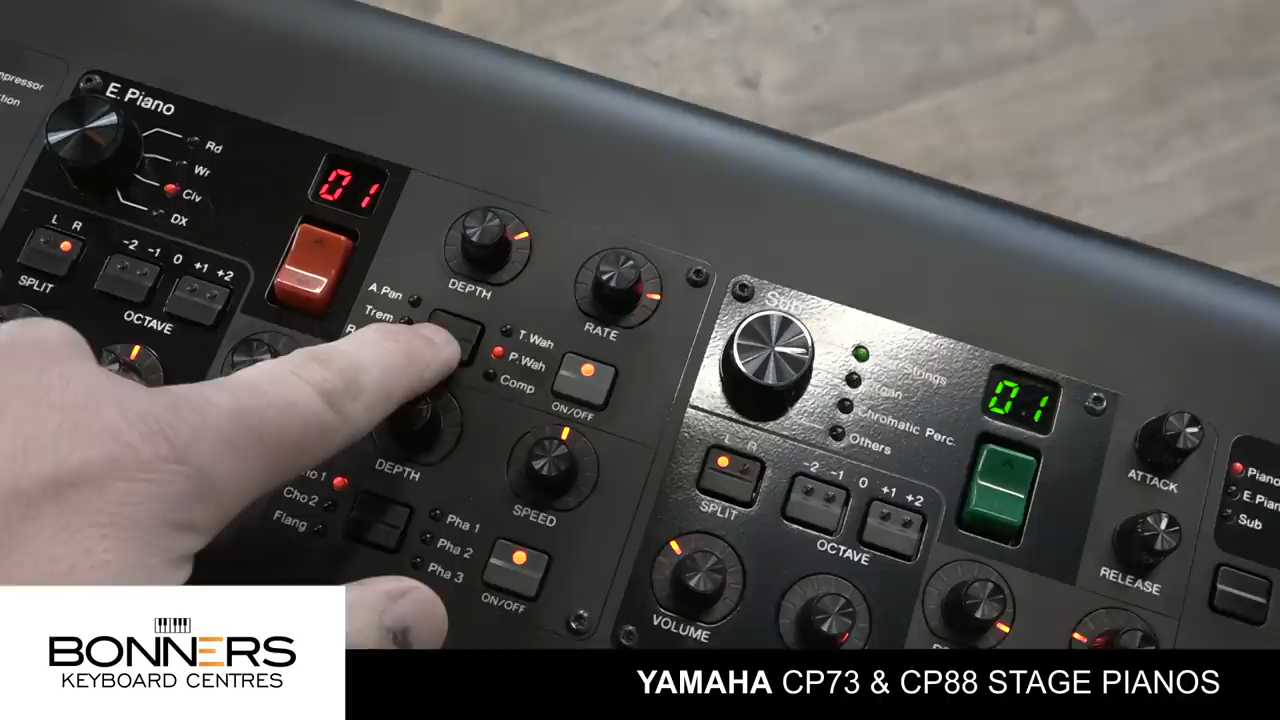 E. Piano
Rd
Wr
Clv
DX
01
L R
SPLIT
-2 -1 0 +1 +2
OCTAVE
DEPTH
RATE
A.Pan
Trem
T.Wah
P.Wah
Comp
ON/OFF
DEPTH
SPEED
Cho 2
Flang
Pha 1
Pha 2
Pha 3
ON/OFF
Sub
Strings
Chromatic Perc.
Others
01
L R
SPLIT
-2 -1 0 +1 +2
OCTAVE
VOLUME
ATTACK
RELEASE
Piano
Sub
BONNERS
KEYBOARD CENTRES
YAMAHA CP73 & CP88 STAGE PIANOS